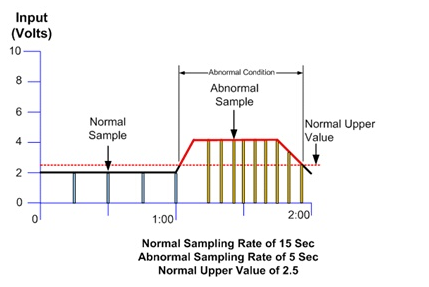 Input
(Volts)
10
Abnormal Condition
8
Abnormal
Sample
6
Normal
Sample
Normal Upper
Value
4
2
0
0
1:00
2:00
Normal Sampling Rate of 15 Sec
Abnormal Sampling Rate of 5 Sec
Normal Upper Value of 2.5